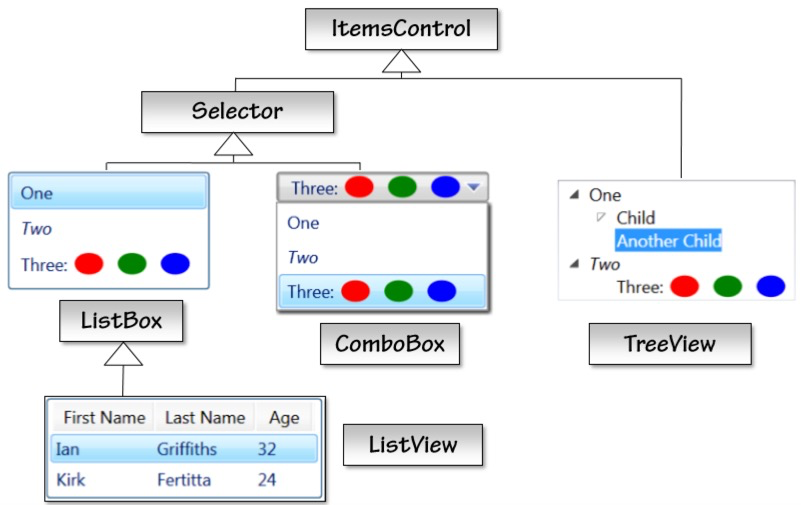 ItemsControl
Selector
One
Two
Three:
ListBox
Three:
One
Two
Three:
ComboBox
One
Child
Another Child
Two
Three:
TreeView
First Name Last Name Age
Ian Griffiths 32
Kirk Fertitta 24
ListView